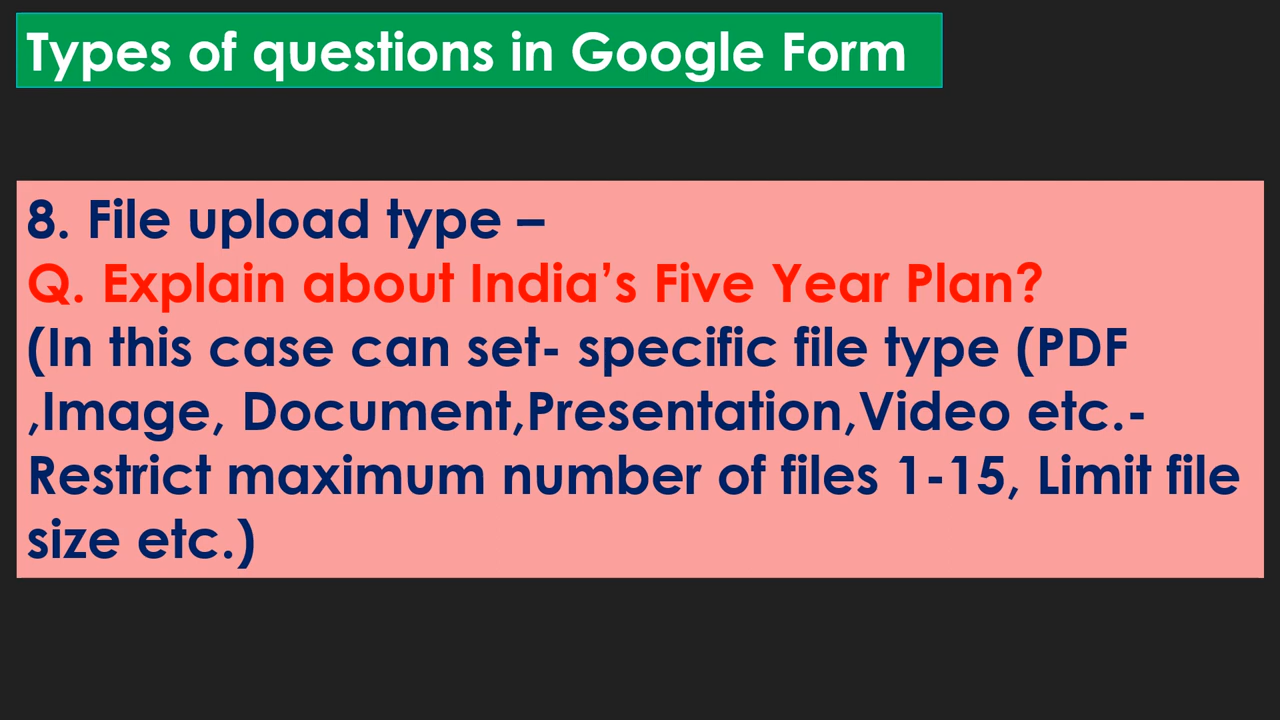 Types of questions in Google Form
8. File upload type –
Q. Explain about India’s Five Year Plan?
(In this case can set- specific file type (PDF
,Image, Document,Presentation,Video etc.-
Restrict maximum number of files 1-15, Limit file
size etc.)